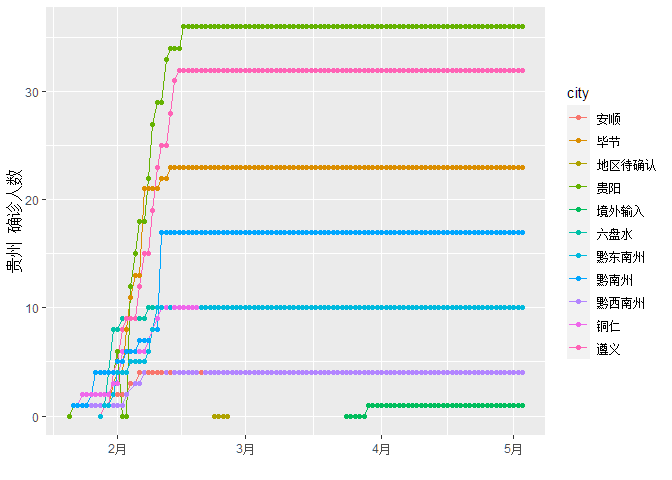 贵州 确诊人数
30
20
10
0
2月
3月
4月
5月
city
安顺
毕节
地区待确认
贵阳
境外输入
六盘水
黔东南州
黔南州
黔西南州
铜仁
遵义